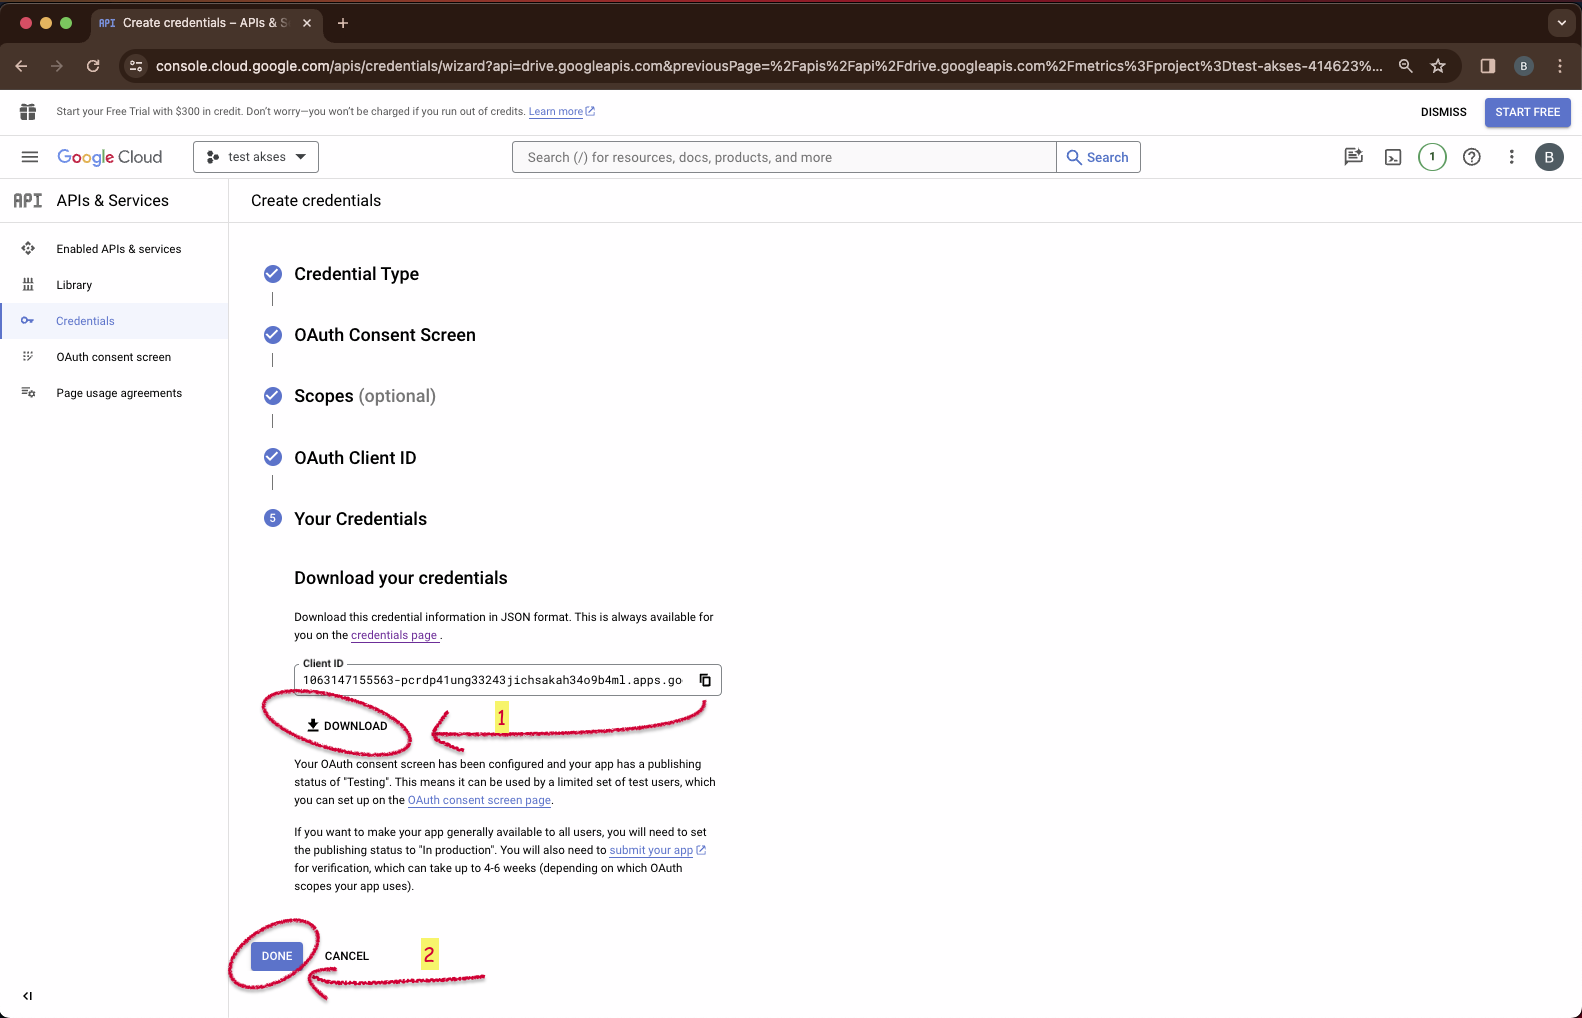 API Create credentials – APIs & S
console.cloud.google.com/apis/credentials/wizard?api=drive.googleapis.com&previousPage=%2Fapis%2Fapi%2Fdrive.googleapis.com%2Fmetrics%3Fproject%3Dtest-akses-414623%...
B
Start your Free Trial with $300 in credit. Don't worry—you won't be charged if you run out of credits. Learn more
DISMISS
START FREE
Google Cloud
test akses
Search (/) for resources, docs, products, and more
Search
1
B
API APIs & Services
Create credentials
Enabled APIs & services
Library
Credentials
OAuth consent screen
Page usage agreements
Credential Type
OAuth Consent Screen
Scopes (optional)
OAuth Client ID
5 Your Credentials
Download your credentials
Download this credential information in JSON format. This is always available for
you on the credentials page .
Client ID
1063147155563-pcrdp41ung33243jichsakah34o9b4ml.apps.go
DOWNLOAD
1
Your OAuth consent screen has been configured and your app has a publishing
status of "Testing". This means it can be used by a limited set of test users, which
you can set up on the OAuth consent screen page.
If you want to make your app generally available to all users, you will need to set
the publishing status to "In production". You will also need to submit your app
for verification, which can take up to 4-6 weeks (depending on which OAuth
scopes your app uses).
DONE
CANCEL
2